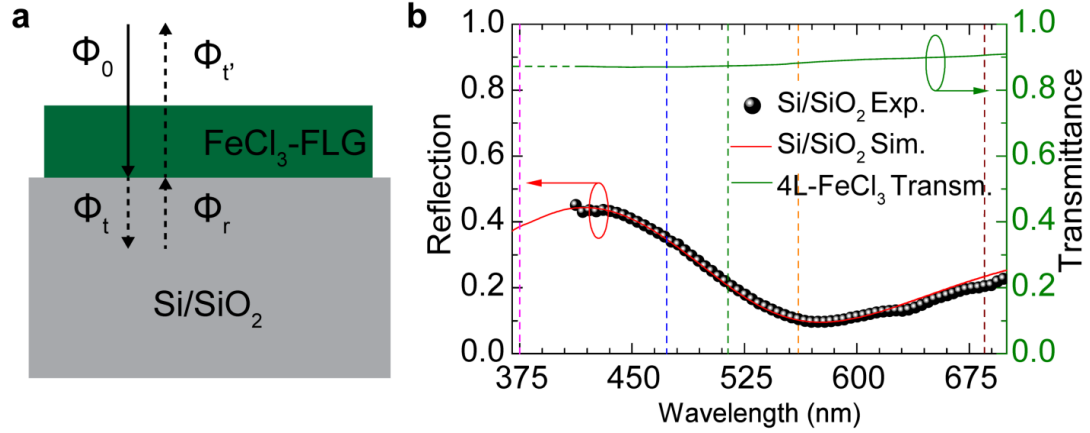 a
Φ0
Φt'
FeCl3-FLG
Φt
Φr
Si/SiO2
b
1.0
0.8
0.6
0.4
0.2
0.0
Reflection
375
450
525
600
675
Wavelength (nm)
Si/SiO2 Exp.
Si/SiO2 Sim.
4L-FeCl3 Transm.
1.0
0.8
0.6
0.4
0.2
0.0
Transmittance